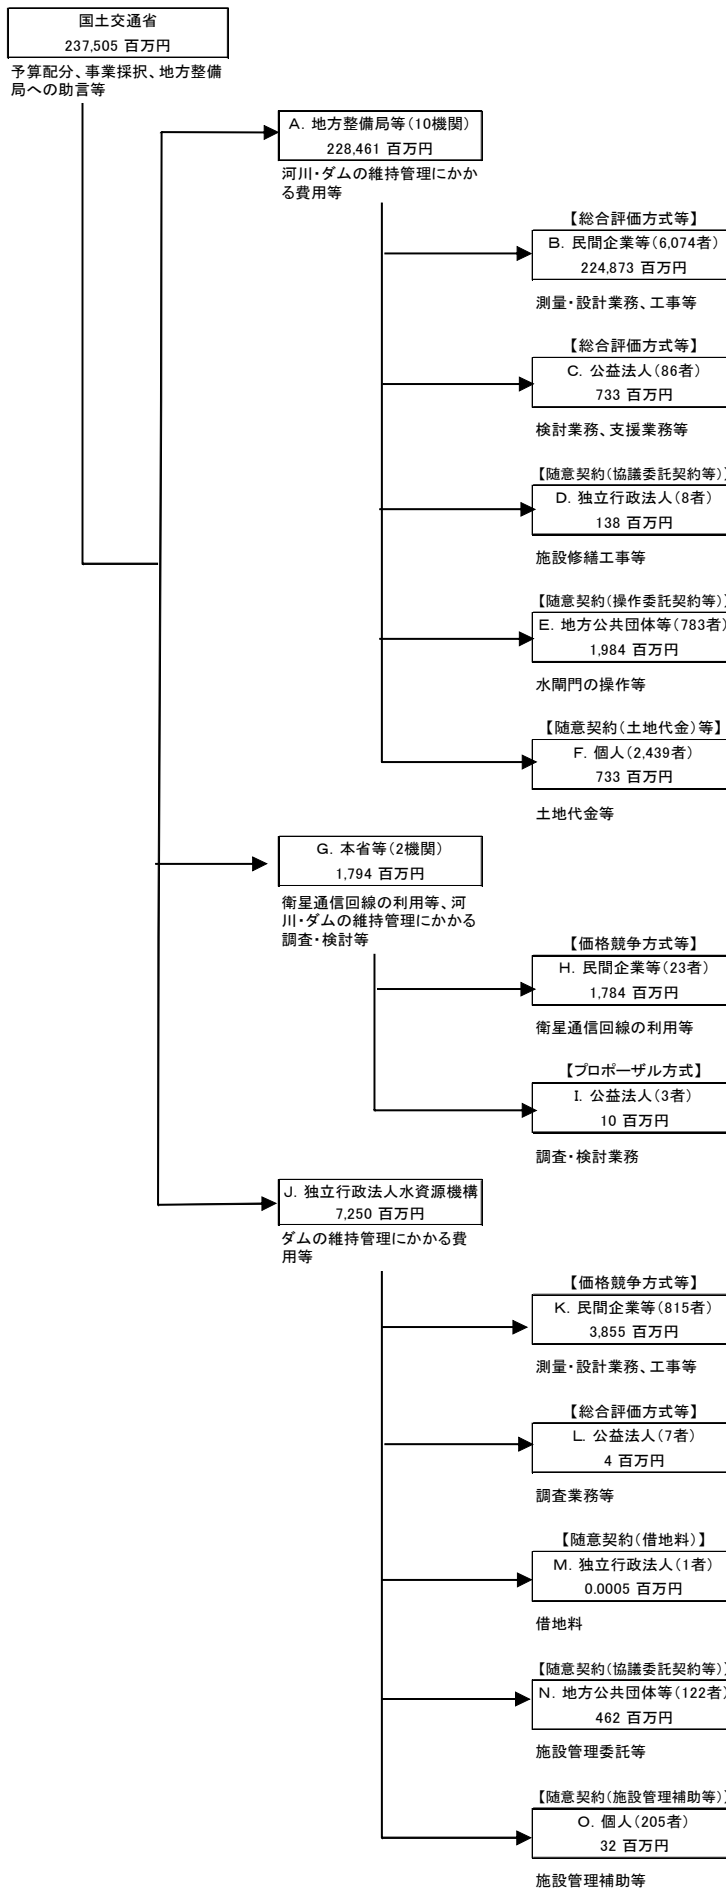 国土交通省
237,505 百万円
予算配分、事業採択、地方整備
局への助言等
A. 地方整備局等(10機関)
228,461 百万円
河川・ダムの維持管理にかか
る費用等
【総合評価方式等】
B. 民間企業等(6,074者)
224,873 百万円
測量・設計業務、工事等
【総合評価方式等】
C. 公益法人(86者)
733 百万円
検討業務、支援業務等
【随意契約(協議委託契約等)】
D. 独立行政法人(8者)
138 百万円
施設修繕工事等
【随意契約(操作委託契約等)】
E. 地方公共団体等(783者)
1,984 百万円
水閘門の操作等
【随意契約(土地代金)等】
F. 個人(2,439者)
733 百万円
土地代金等
G. 本省等(2機関)
1,794 百万円
衛星通信回線の利用等、河
川・ダムの維持管理にかかる
調査・検討等
【価格競争方式等】
H. 民間企業等(23者)
1,784 百万円
衛星通信回線の利用等
【プロポーザル方式】
I. 公益法人(3者)
10 百万円
調査・検討業務
J. 独立行政法人水資源機構
7,250 百万円
ダムの維持管理にかかる費
用等
【価格競争方式等】
K. 民間企業等(815者)
3,855 百万円
測量・設計業務、工事等
【総合評価方式等】
L. 公益法人(7者)
4 百万円
調査業務等
【随意契約(借地料)】
M. 独立行政法人(1者)
0.0005 百万円
借地料
【随意契約(協議委託契約等)】
N. 地方公共団体等(122者)
462 百万円
施設管理委託等
【随意契約(施設管理補助等)】
O. 個人(205者)
32 百万円
施設管理補助等